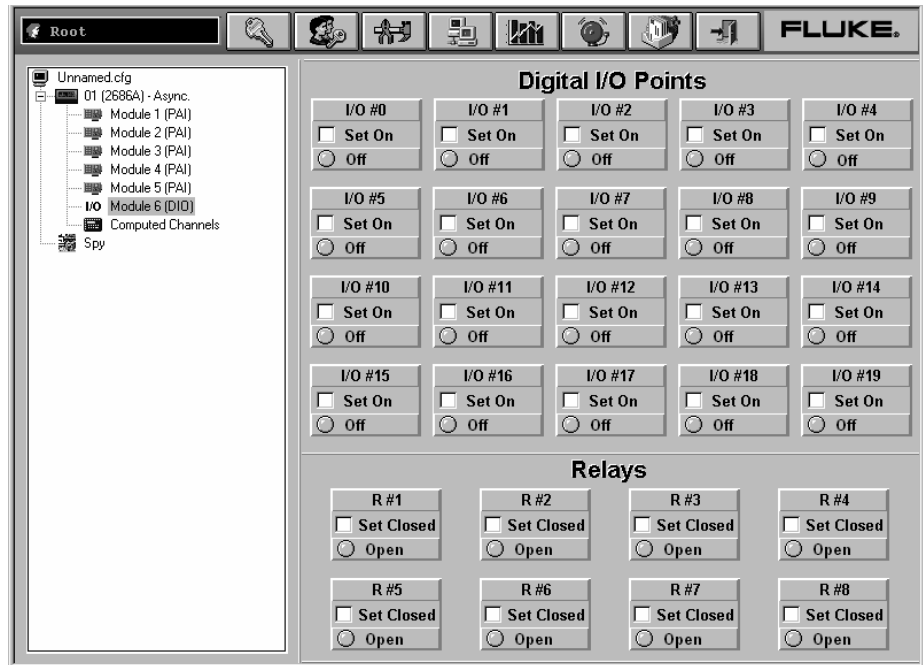 Root
FLUKE®
Unnamed.cfg
01 (2686A) - Async.
Module 1 (PAI)
Module 2 (PAI)
Module 3 (PAI)
Module 4 (PAI)
Module 5 (PAI)
I/O Module 6 (DIO)
Computed Channels
Spy
Digital I/O Points
I/O #0 I/O #1 I/O #2 I/O #3 I/O #4
Set On Set On Set On Set On Set On
Off Off Off Off Off
I/O #5 I/O #6 I/O #7 I/O #8 I/O #9
Set On Set On Set On Set On Set On
Off Off Off Off Off
I/O #10 I/O #11 I/O #12 I/O #13 I/O #14
Set On Set On Set On Set On Set On
Off Off Off Off Off
I/O #15 I/O #16 I/O #17 I/O #18 I/O #19
Set On Set On Set On Set On Set On
Off Off Off Off Off
Relays
R #1 R #2 R #3 R #4
Set Closed Set Closed Set Closed Set Closed
Open Open Open Open
R #5 R #6 R #7 R #8
Set Closed Set Closed Set Closed Set Closed
Open Open Open Open